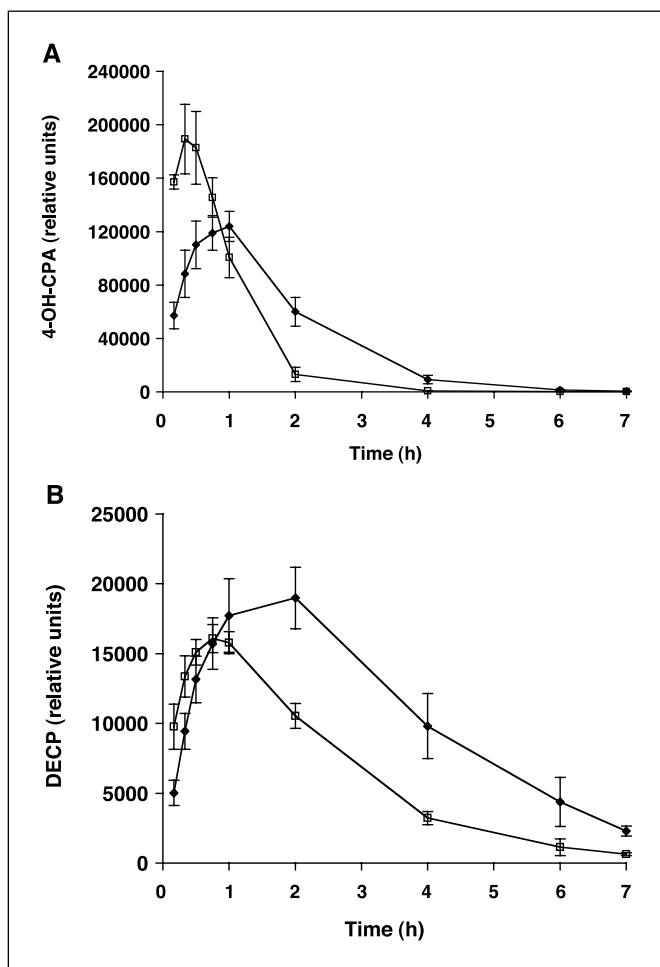 A
240000
200000
160000
120000
80000
40000
0
4-OH-CPA (relative units)
0 1 2 3 4 5 6 7
Time (h)
B
25000
20000
15000
10000
5000
0
DECP (relative units)
0 1 2 3 4 5 6 7
Time (h)